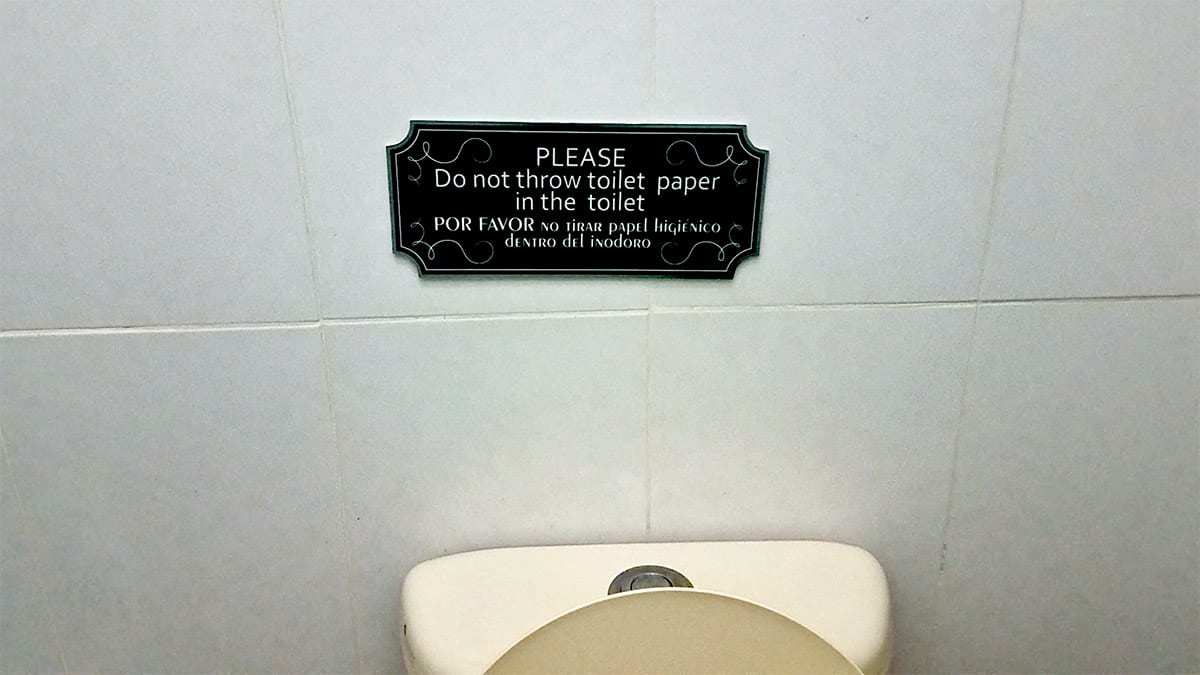 PLEASE
Do not throw toilet paper
in the toilet
POR FAVOR NO TIRAR papel higiénico
dentro del inodoro